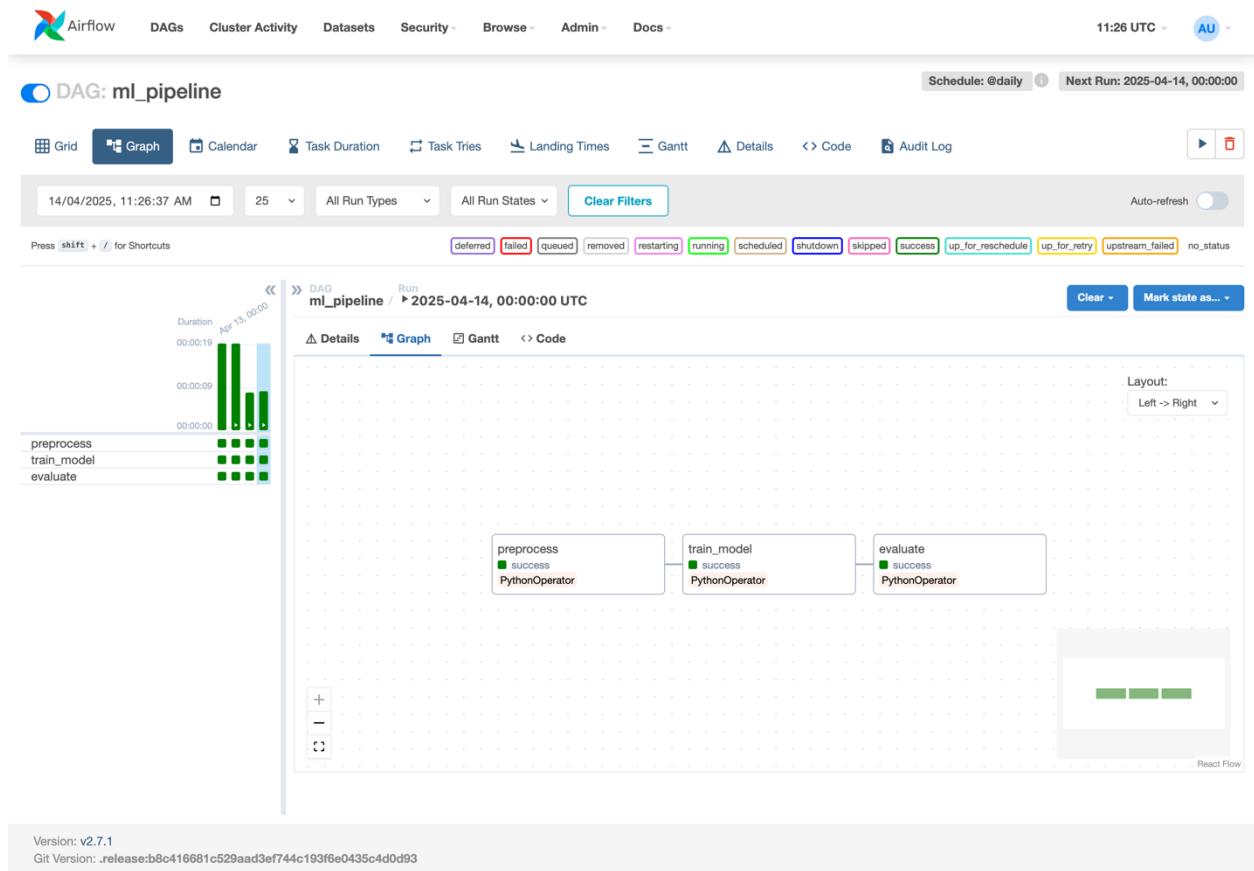 Airflow DAGs Cluster Activity Datasets Security Browse Admin Docs 11:26 UTC AU
DAG: ml_pipeline
Schedule: @daily Next Run: 2025-04-14, 00:00:00
Grid Graph Calendar Task Duration Task Tries Landing Times Gantt Details Code Audit Log
14/04/2025, 11:26:37 AM 25 All Run Types All Run States Clear Filters Auto-refresh
Press shift + / for Shortcuts
deferred failed queued removed restarting running scheduled shutdown skipped success up_for_reschedule up_for_retry upstream_failed no_status
Duration Apr 13, 00:00
00:00:19
00:00:09
00:00:00
preprocess
train_model
evaluate
DAG Run
ml_pipeline / 2025-04-14, 00:00:00 UTC
Clear Mark state as...
Details Graph Gantt Code
Layout:
Left -> Right
preprocess
success
PythonOperator
train_model
success
PythonOperator
evaluate
success
PythonOperator
React Flow
Version: v2.7.1
Git Version: .release:b8c416681c529aad3ef744c193f6e0435c4d0d93